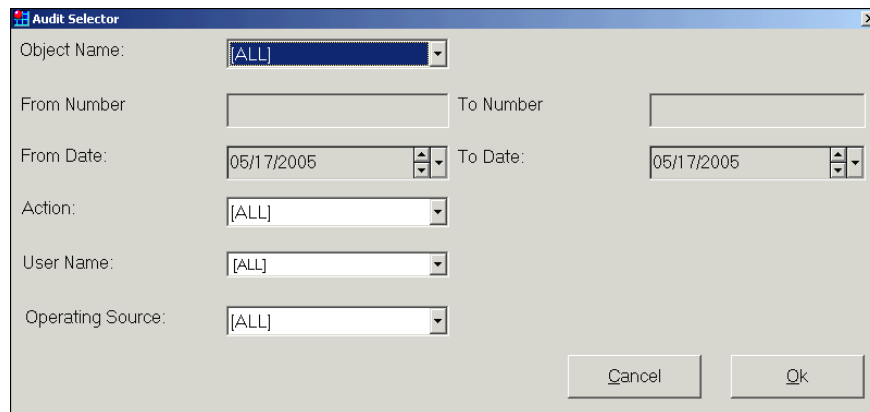 Audit Selector
Object Name: [ALL]
From Number To Number
From Date: 05/17/2005 To Date: 05/17/2005
Action: [ALL]
User Name: [ALL]
Operating Source: [ALL]
Cancel Ok